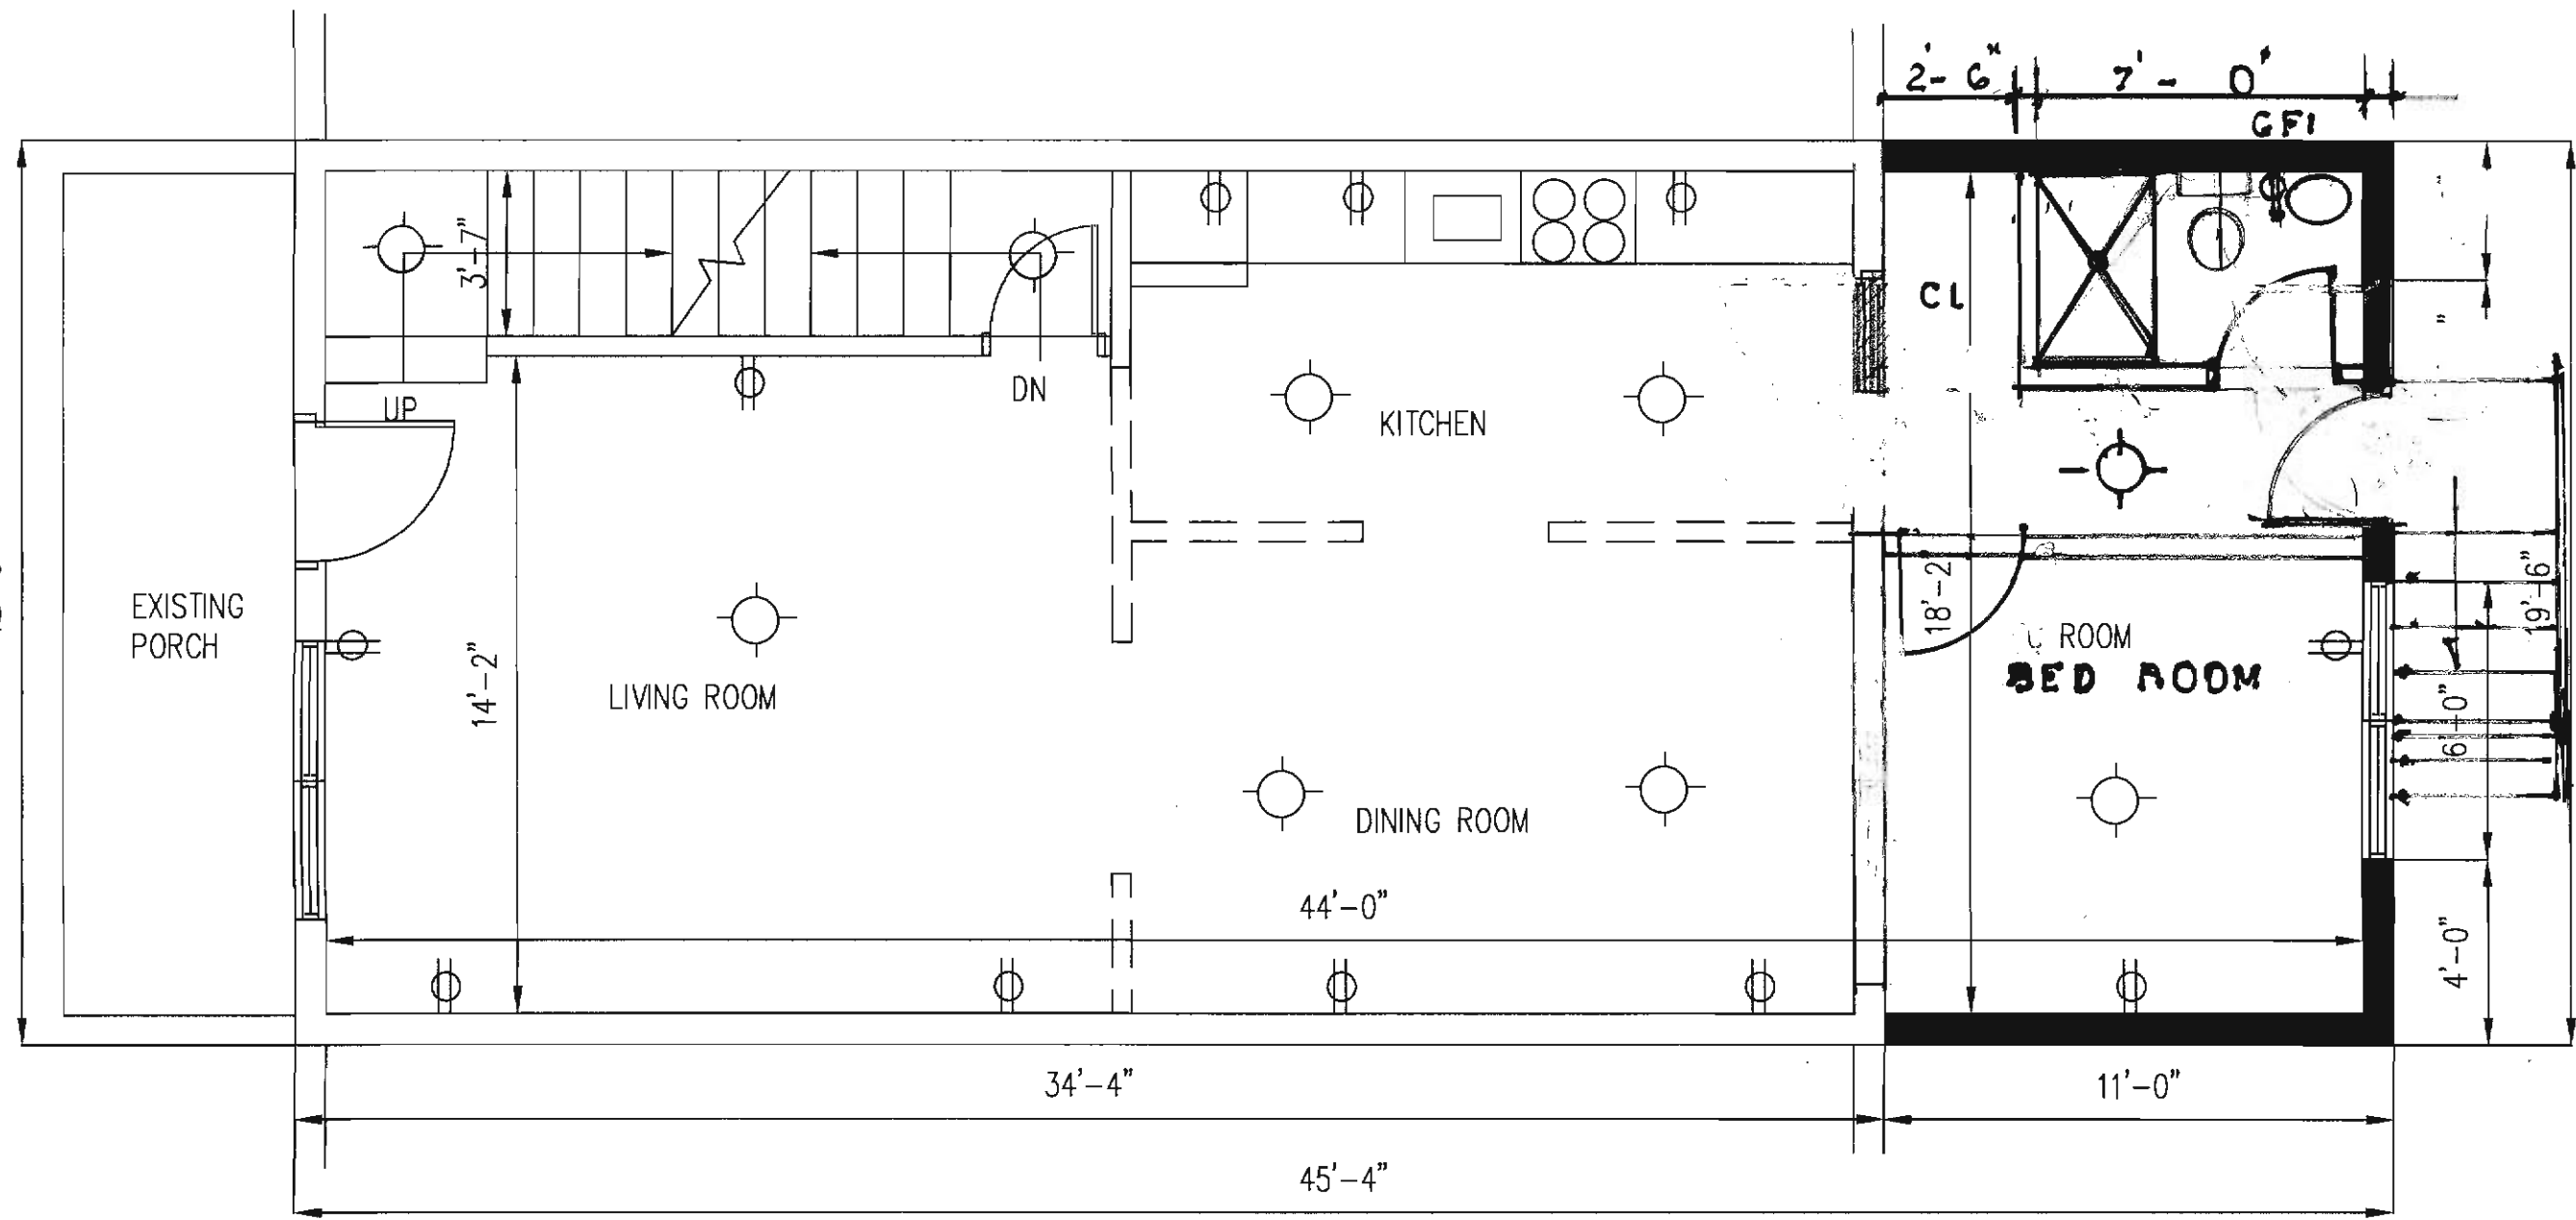 2'-6"
7'-0"
GFI
3'-7"
CL
UP
DN
KITCHEN
EXISTING
PORCH
14'-2"
LIVING ROOM
18'-2"
ROOM
BED ROOM
19'-6"
6'-0"
DINING ROOM
44'-0"
4'-0"
34'-4"
11'-0"
45'-4"